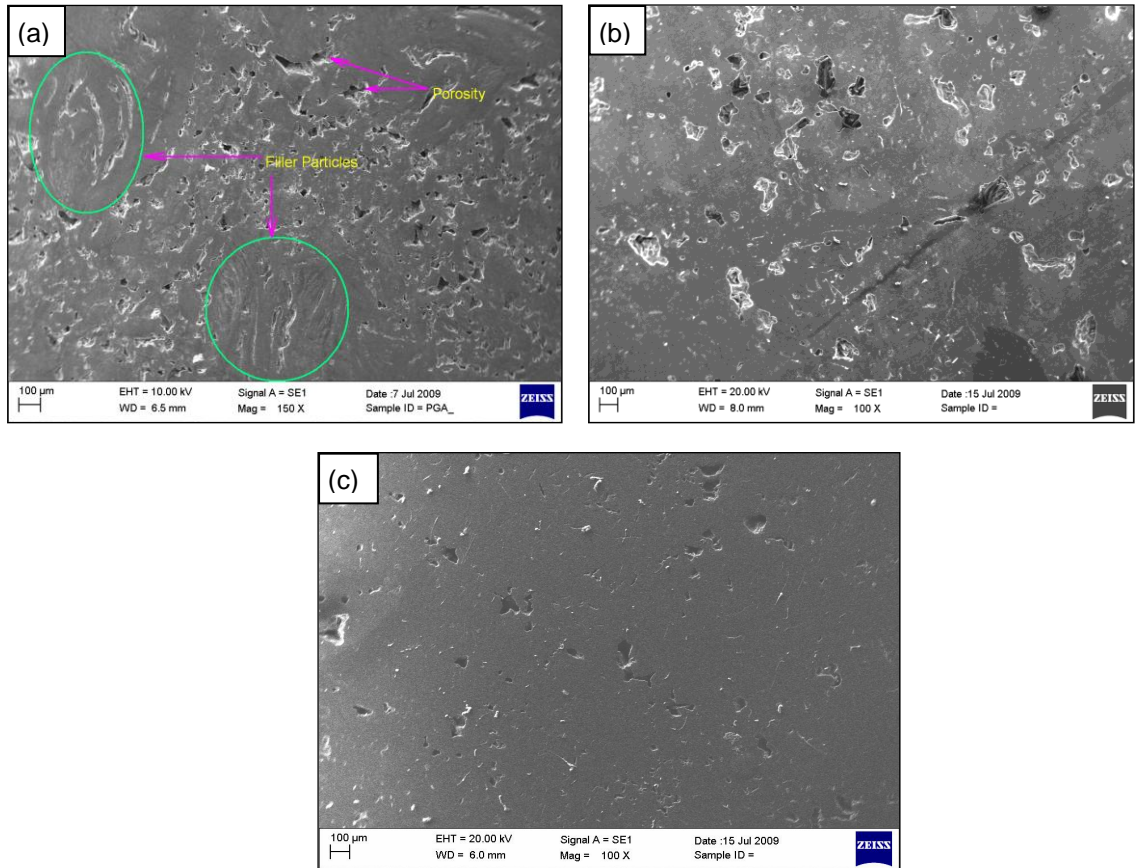 (a)
Porosity
Filler Particles
100 µm
EHT = 10.00 kV
Signal A = SE1
Date :7 Jul 2009
WD = 6.5 mm
Mag = 150 X
Sample ID = PGA_
ZEISS
(b)
100 µm
EHT = 20.00 kV
Signal A = SE1
Date :15 Jul 2009
WD = 8.0 mm
Mag = 100 X
Sample ID =
ZEISS
(c)
100 µm
EHT = 20.00 kV
Signal A = SE1
Date :15 Jul 2009
WD = 6.0 mm
Mag = 100 X
Sample ID =
ZEISS